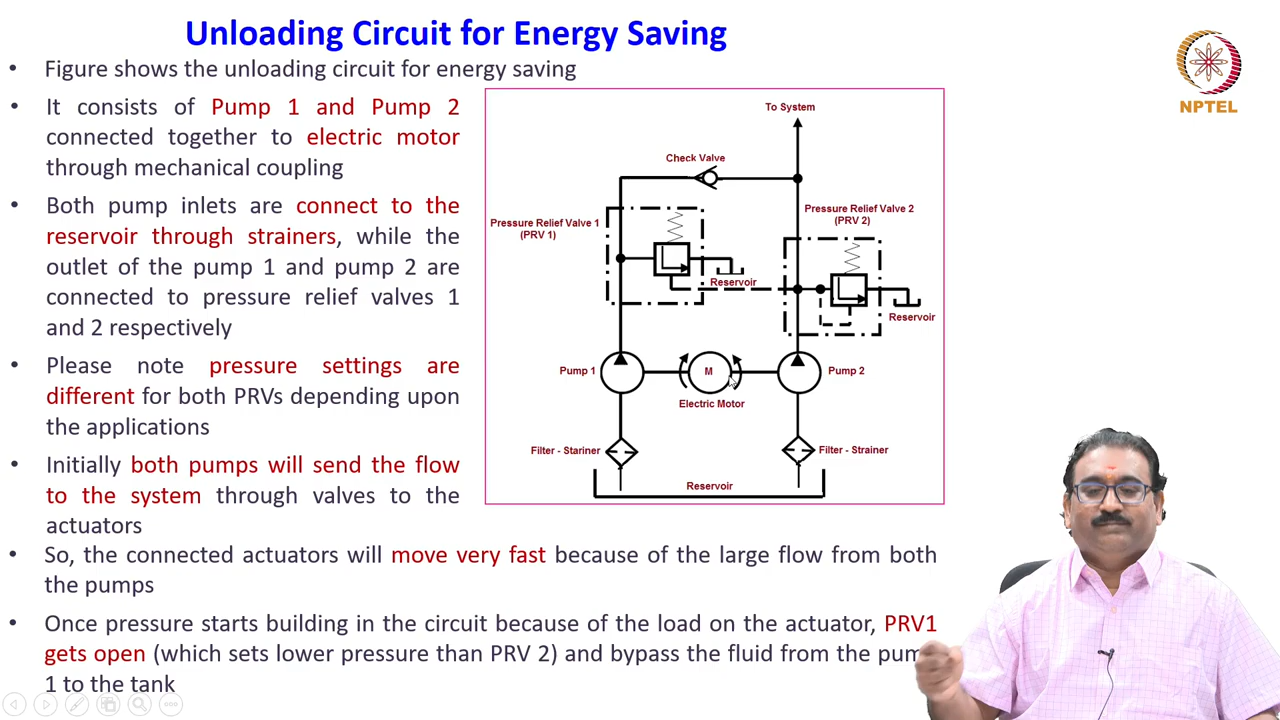 Unloading Circuit for Energy Saving
• Figure shows the unloading circuit for energy saving
• It consists of Pump 1 and Pump 2
connected together to electric motor
through mechanical coupling
• Both pump inlets are connect to the
reservoir through strainers, while the
outlet of the pump 1 and pump 2 are
connected to pressure relief valves 1
and 2 respectively
• Please note pressure settings are
different for both PRVs depending upon
the applications
• Initially both pumps will send the flow
to the system through valves to the
actuators
• So, the connected actuators will move very fast because of the large flow from both
the pumps
• Once pressure starts building in the circuit because of the load on the actuator, PRV1
gets open (which sets lower pressure than PRV 2) and bypass the fluid from the pum
1 to the tank
To System
Check Valve
Pressure Relief Valve 1
(PRV 1)
Pressure Relief Valve 2
(PRV 2)
Reservoir
Reservoir
Pump 1
M
Pump 2
Electric Motor
Filter - Stariner
Filter - Strainer
Reservoir
NPTEL